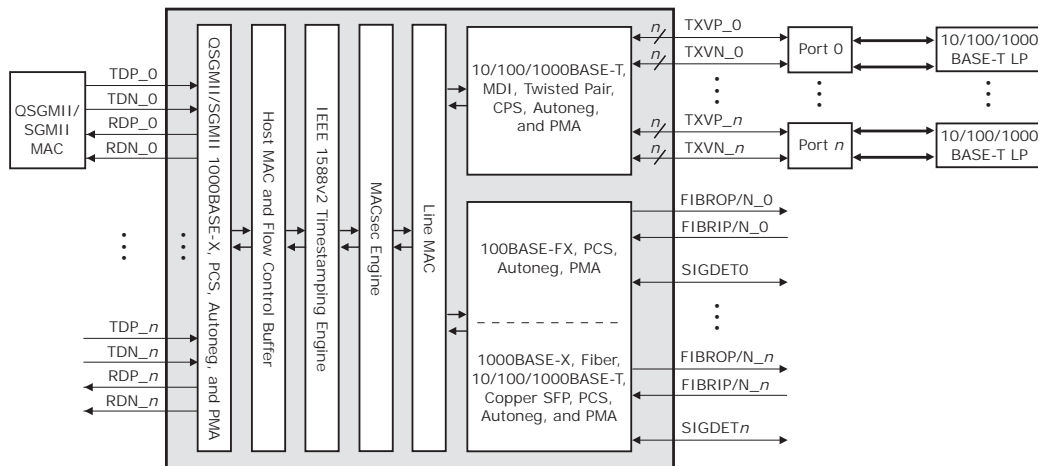 QSGMII/
SGMII
MAC
TDP_0
TDN_0
RDP_0
RDN_0
TDP_n
TDN_n
RDP_n
RDN_n
QSGMII/SGMII 1000BASE-X, PCS, Autoneg, and PMA
Host MAC and Flow Control Buffer
IEEE 1588v2 Timestamping Engine
MACsec Engine
Line MAC
10/100/1000BASE-T,
MDI, Twisted Pair,
CPS, Autoneg,
and PMA
100BASE-FX, PCS,
Autoneg, PMA
1000BASE-X, Fiber,
10/100/1000BASE-T,
Copper SFP, PCS,
Autoneg, and PMA
n TXVP_0
n TXVN_0
n TXVP_n
n TXVN_n
Port 0
Port n
10/100/1000
BASE-T LP
10/100/1000
BASE-T LP
FIBROP/N_0
FIBRIP/N_0
SIGDET0
FIBROP/N_n
FIBRIP/N_n
SIGDETn